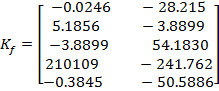 -0.0246 - 28.215
5.1856 - 3.8899
K_f = -3.8899 54.1830
210109 - 241.762
-0.3845 - 50.5886